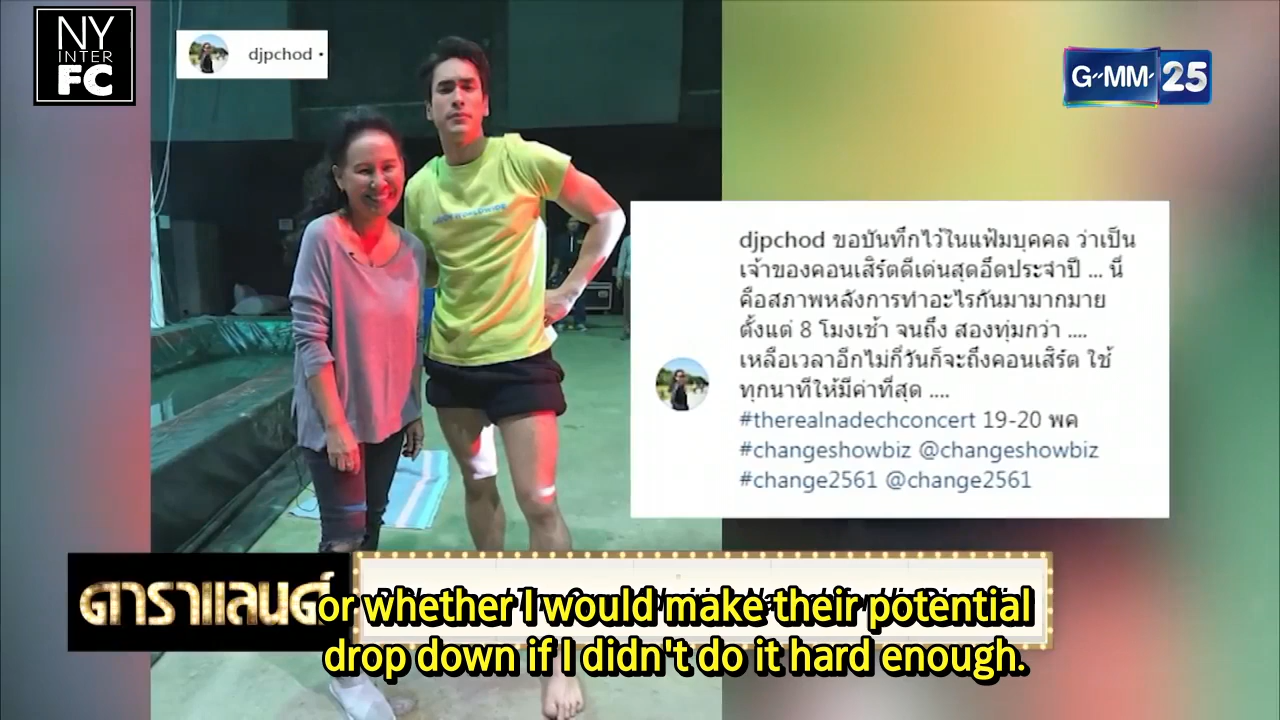 NY
INTER
FC
djpchod •
G-MM- 25
djpchod ขอบันทึกไว้ในแฟ้มบุคคล ว่าเป็น
เจ้าของคอนเสิร์ตดีเด่นสุดอึดประจำปี ... นี่
คือสภาพหลังการทำอะไรกันมามากมาย
ตั้งแต่ 8 โมงเช้า จนถึง สองทุ่มกว่า ....
เหลือเวลาอีกไม่กี่วันก็จะถึงคอนเสิร์ต ใช้
ทุกนาทีให้มีค่าที่สุด ....
#therealnadechconcert 19-20 พค
#changeshowbiz @changeshowbiz
#change2561 @change2561
ดาราแลนด์
or whether I would make their potential
drop down if I didn't do it hard enough.